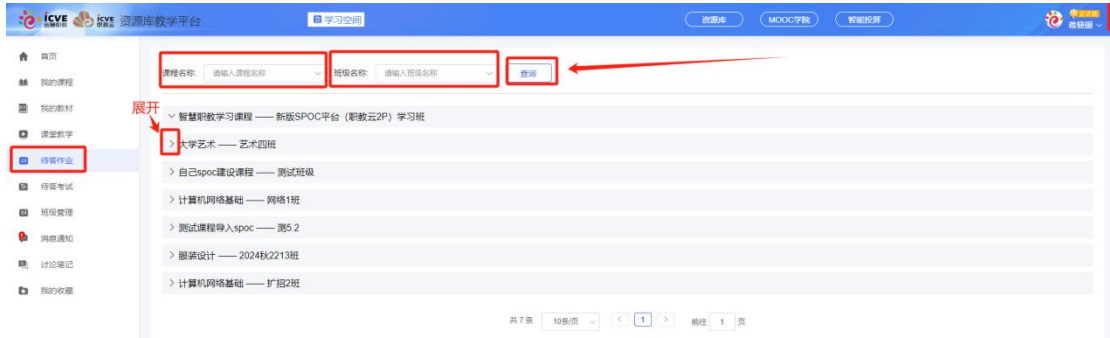 icve 智慧职教 icve 智教云 资源库教学平台
学习空间
资源库
MOOC学院
智能投屏
首页
我的课程
我的教材
课堂教学
待答作业
待答考试
班级管理
消息通知
讨论笔记
我的收藏
课程名称: 请输入课程名称 班级名称: 请输入班级名称 查询
展开
智慧职教学习课程 —— 新版SPOC平台（职教云2P）学习班
大学艺术 —— 艺术四班
自己spoc建设课程 —— 测试班级
计算机网络基础 —— 网络1班
测试课程导入spoc —— 测5.2
服装设计 —— 2024秋2213班
计算机网络基础 —— 扩招2班
共 7 条 10条/页 < 1 > 前往 1 页